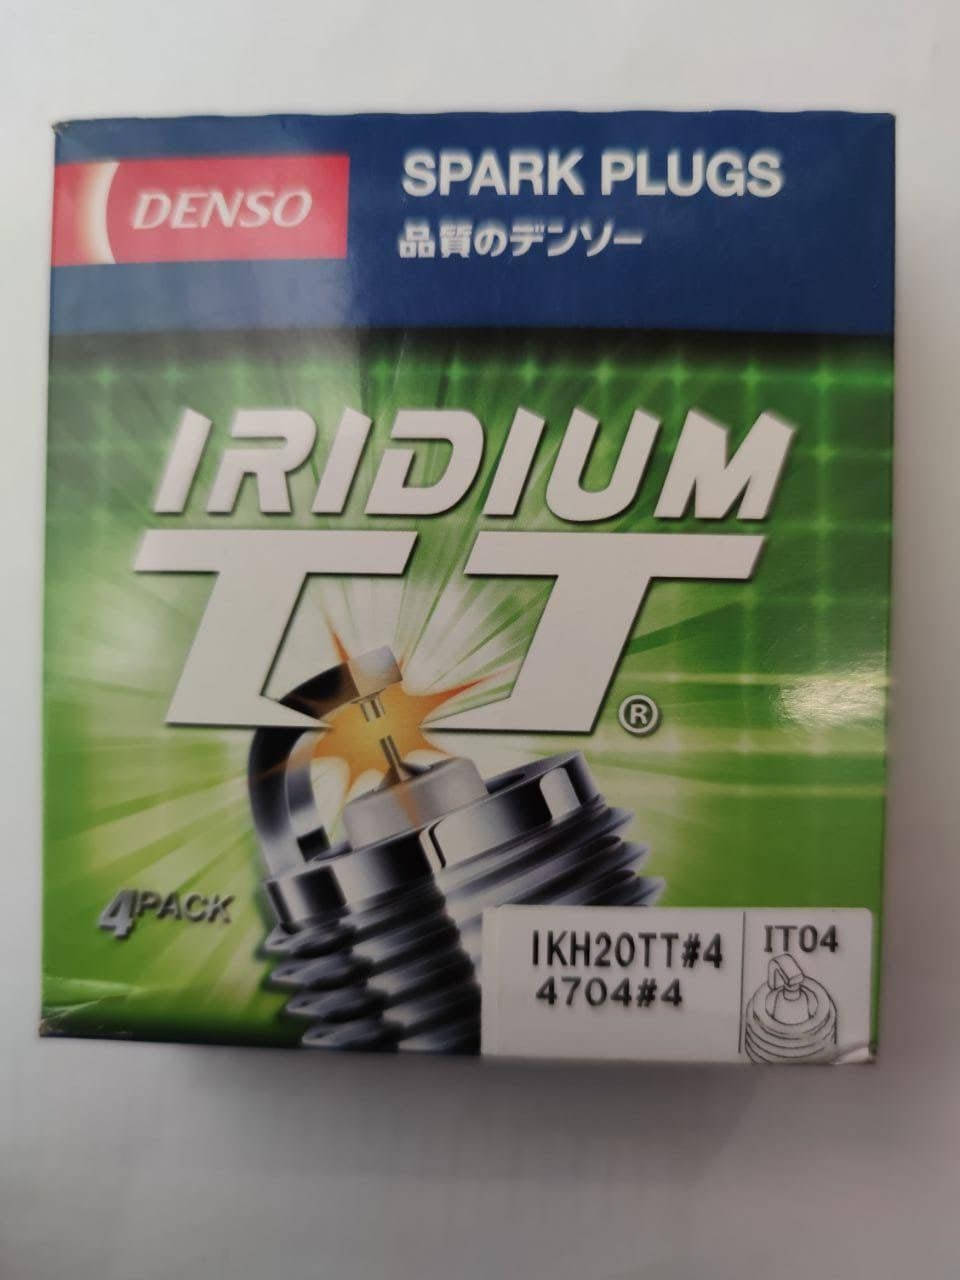 DENSO
SPARK PLUGS
品質のデンソー
IRIDIUM
TT®
4PACK
IKH20TT#4
4704#4
IT04